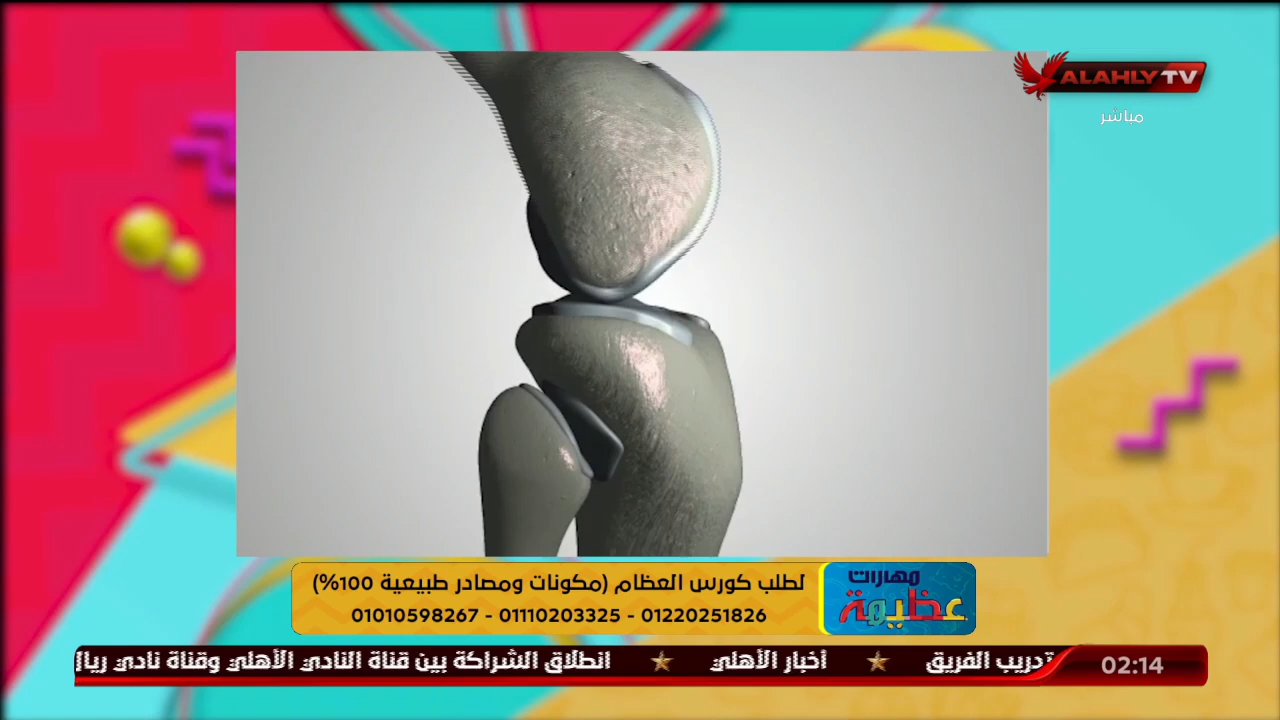 ALAHLY TV
مباشر
مهارات
عظيمة
لطلب كورس العظام (مكونات ومصادر طبيعية 100%)
01010598267 - 01110203325 - 01220251826
تدريب الفريق ★ أخبار الأهلي ★ انطلاق الشراكة بين قناة النادي الأهلي وقناة نادي ريال
02:14